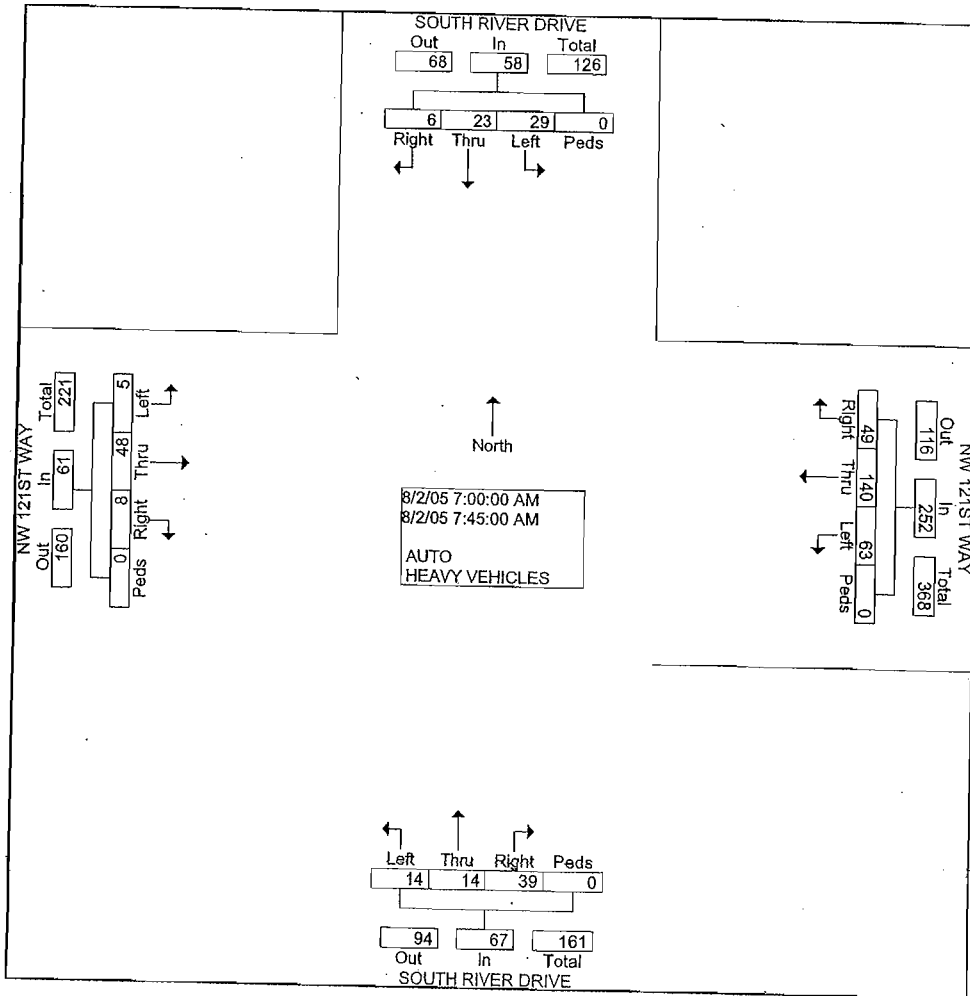 SOUTH RIVER DRIVE
Out In Total
68 58 126
6 23 29 0
Right Thru Left Peds
NW 121ST WAY
Total In Out
221 61 160
5 48 8 0
Left Thru Right Peds
North
8/2/05 7:00:00 AM
8/2/05 7:45:00 AM
AUTO
HEAVY VEHICLES
Right Thru Left Peds
49 140 63 0
116 252 368
Out In Total
NW 121ST WAY
Left Thru Right Peds
14 14 39 0
94 67 161
Out In Total
SOUTH RIVER DRIVE